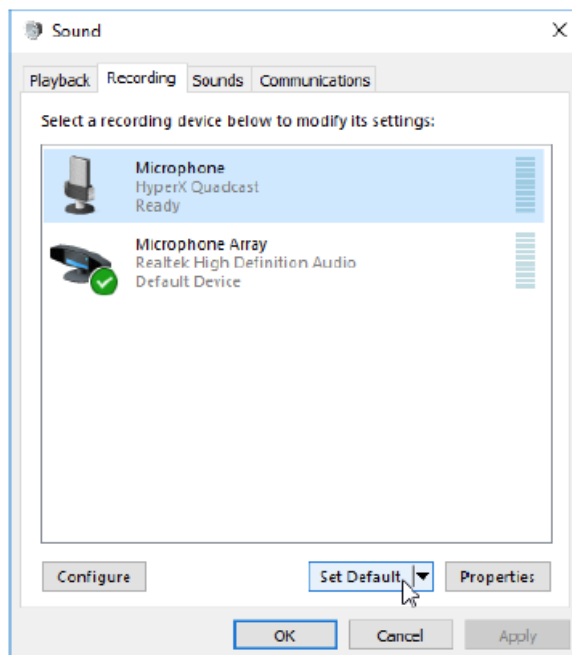 Sound
Playback Recording Sounds Communications
Select a recording device below to modify its settings:
Microphone
HyperX Quadcast
Ready
Microphone Array
Realtek High Definition Audio
Default Device
Configure Set Default Properties
OK Cancel Apply